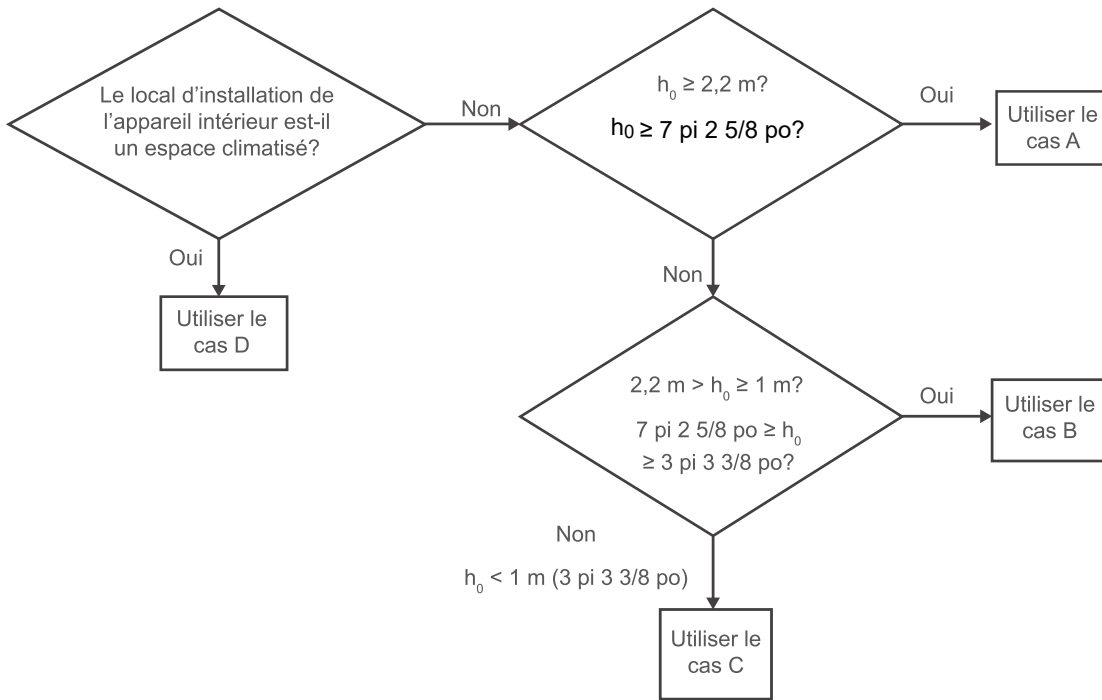 Le local d’installation de
l’appareil intérieur est-il
un espace climatisé?
Non
h₀ ≥ 2,2 m?
h₀ ≥ 7 pi 2 5/8 po?
Oui
Utiliser le
cas A
Oui
Utiliser le
cas D
Non
2,2 m > h₀ ≥ 1 m?
7 pi 2 5/8 po ≥ h₀
≥ 3 pi 3 3/8 po?
Oui
Utiliser le
cas B
Non
h₀ < 1 m (3 pi 3 3/8 po)
Utiliser le
cas C